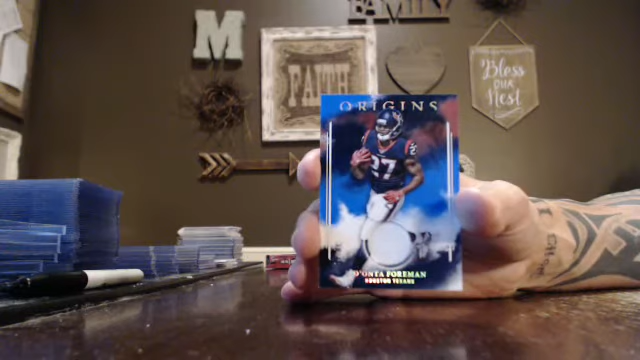 FAMILY
M
FAITH
Bless
OUR
Nest
ORIGINS
27
D'ONTA FOREMAN
HOUSTON TEXANS